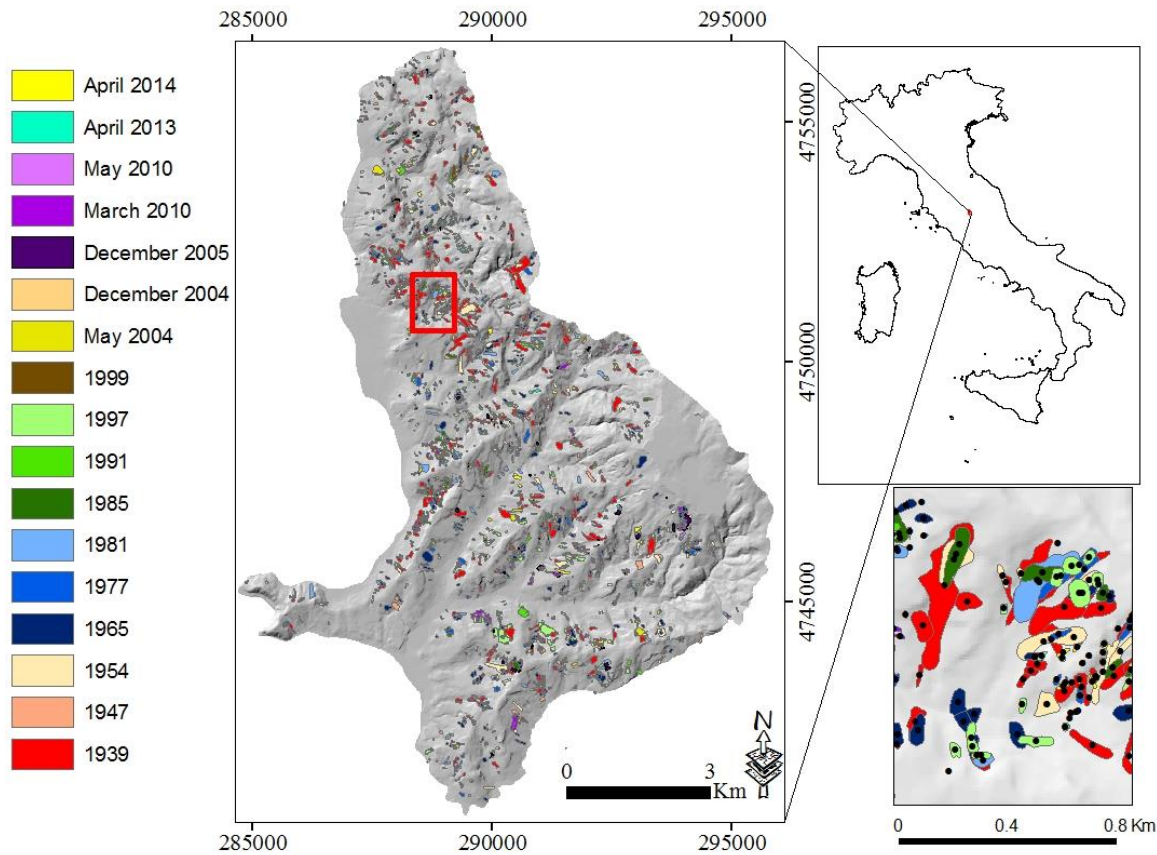 285000 290000 295000
April 2014
April 2013
May 2010
March 2010
December 2005
December 2004
May 2004
1999
1997
1991
1985
1981
1977
1965
1954
1947
1939
4755000
4750000
4745000
N
0 3
Km
285000 290000 295000
0 0.4 0.8 Km